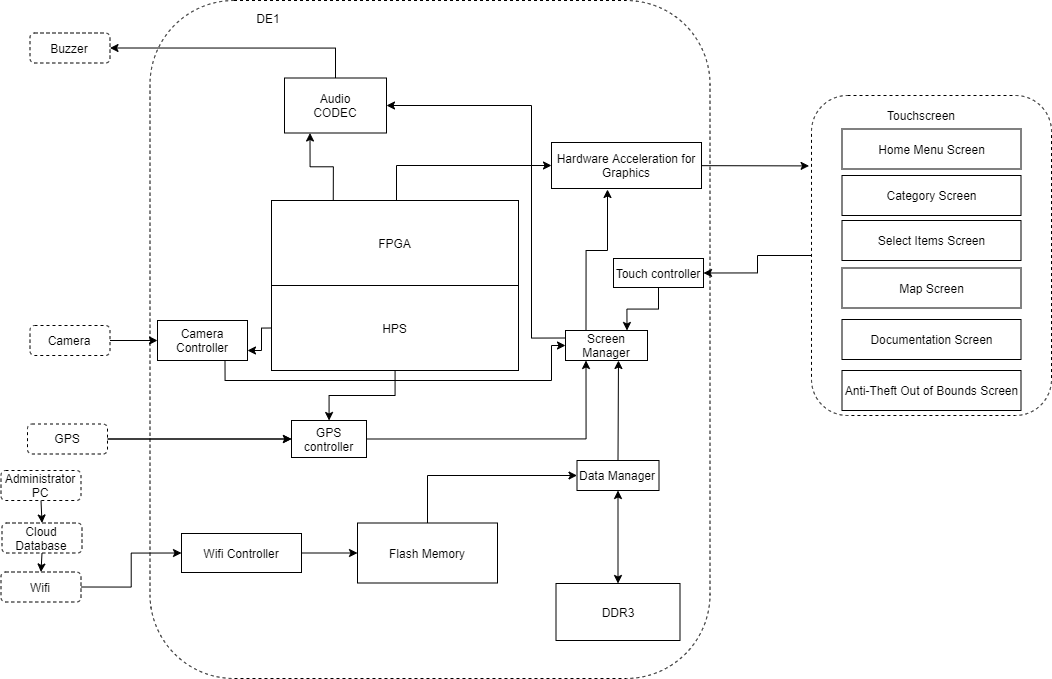 DE1
Buzzer
Audio
CODEC
Touchscreen
Home Menu Screen
Hardware Acceleration for
Graphics
Category Screen
FPGA
Select Items Screen
Touch controller
Map Screen
HPS
Camera
Camera
Controller
Screen
Manager
Documentation Screen
Anti-Theft Out of Bounds Screen
GPS
GPS
controller
Administrator
PC
Data Manager
Cloud
Database
Wifi Controller
Flash Memory
Wifi
DDR3